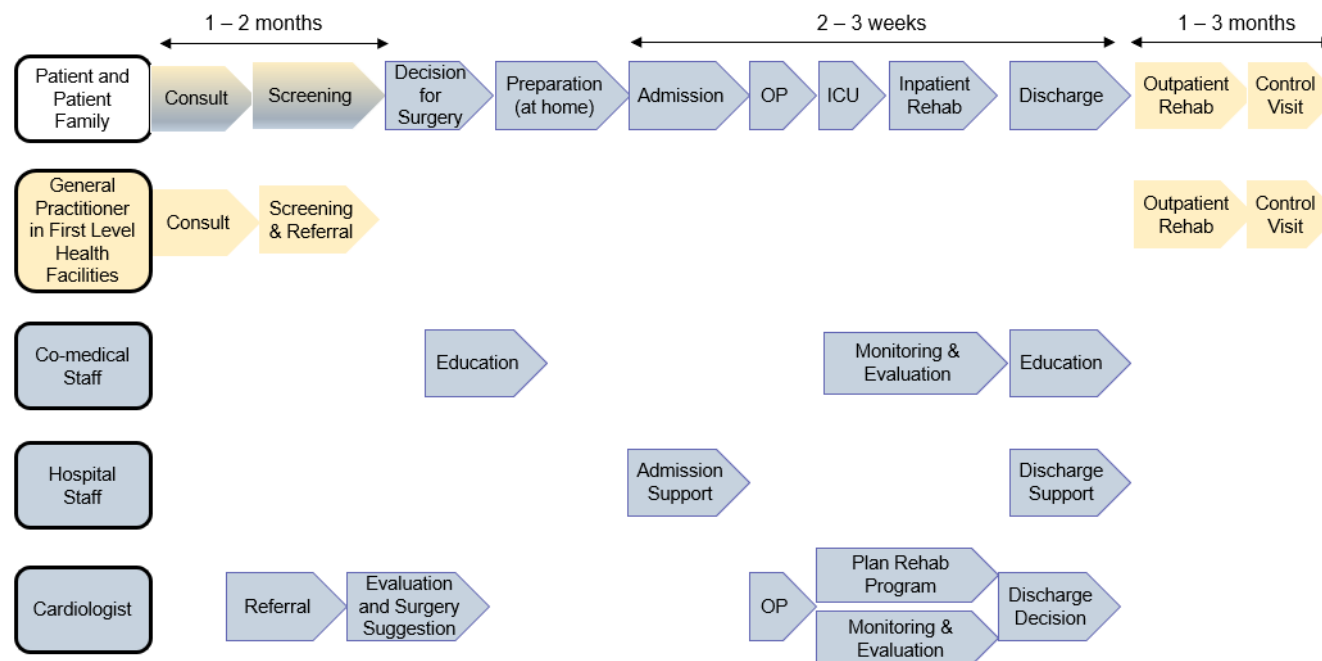 1 – 2 months
2 – 3 weeks
1 – 3 months
Patient and
Patient
Family
Consult
Screening
Decision
for
Surgery
Preparation
(at home)
Admission
OP
ICU
Inpatient
Rehab
Discharge
Outpatient
Rehab
Control
Visit
General
Practitioner
in First Level
Health
Facilities
Consult
Screening
& Referral
Outpatient
Rehab
Control
Visit
Co-medical
Staff
Education
Monitoring &
Evaluation
Education
Hospital
Staff
Admission
Support
Discharge
Support
Cardiologist
Referral
Evaluation
and Surgery
Suggestion
OP
Plan Rehab
Program
Monitoring &
Evaluation
Discharge
Decision